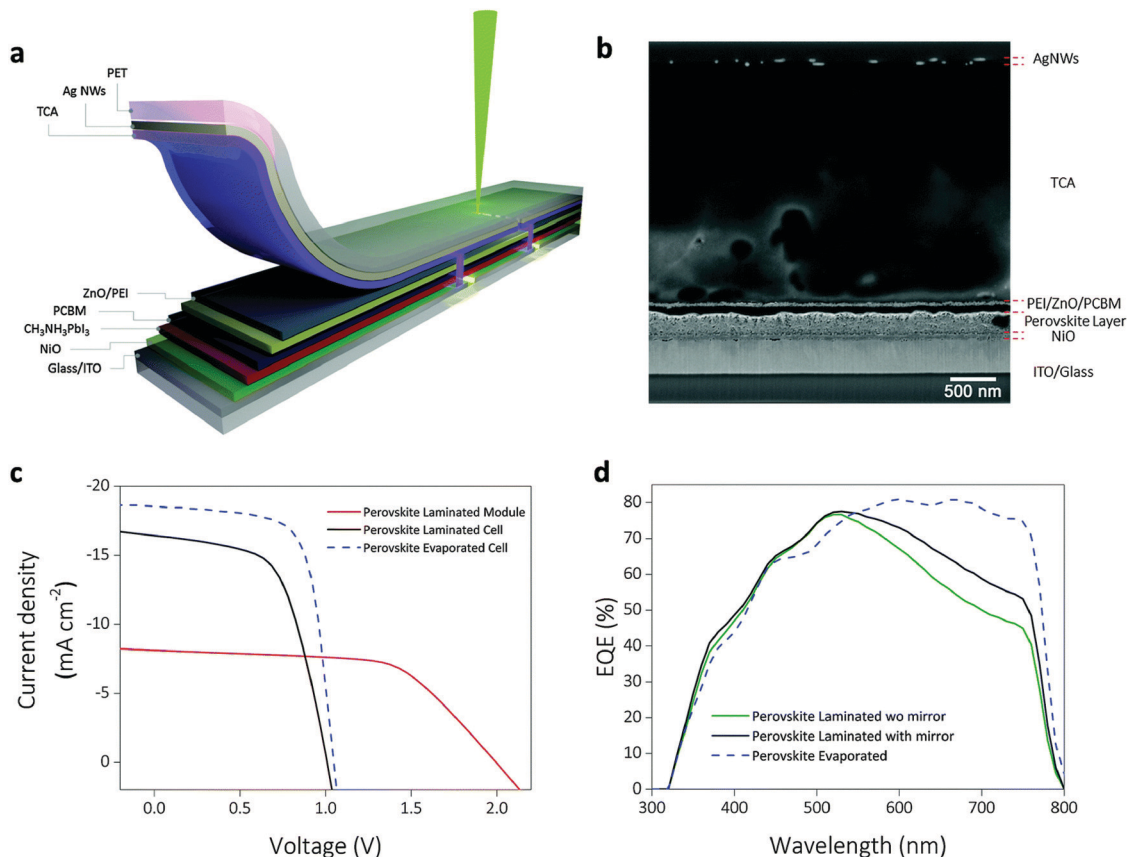 a
PET
Ag NWs
TCA
ZnO/PEI
PCBM
CH₃NH₃PbI₃
NiO
Glass/ITO
b
AgNWs
TCA
PEI/ZnO/PCBM
Perovskite Layer
NiO
ITO/Glass
500 nm
c
-20
-15
-10
-5
0
0.0 0.5 1.0 1.5 2.0
Current density
(mA cm⁻²)
Voltage (V)
Perovskite Laminated Module
Perovskite Laminated Cell
Perovskite Evaporated Cell
d
80
70
60
50
40
30
20
10
0
300 400 500 600 700 800
EQE (%)
Wavelength (nm)
Perovskite Laminated wo mirror
Perovskite Laminated with mirror
Perovskite Evaporated